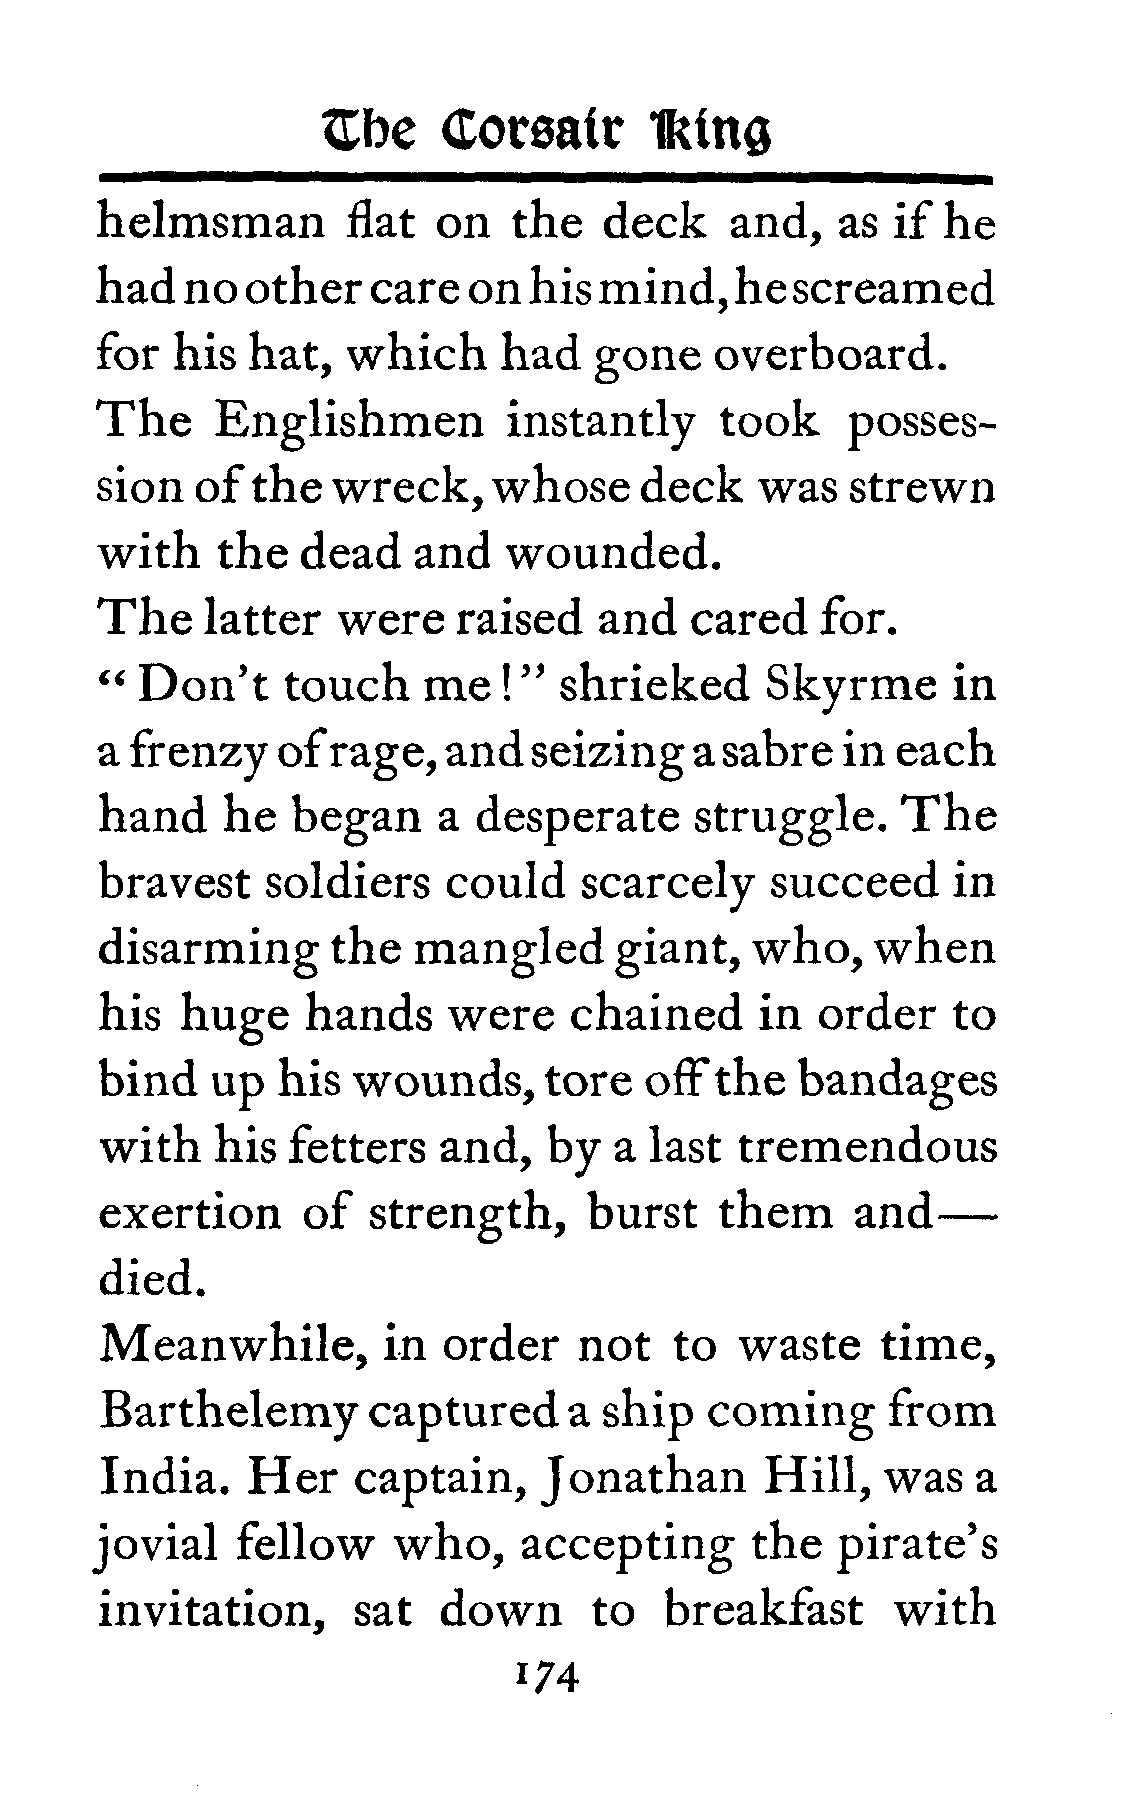 The Corsair King
helmsman flat on the deck and, as if he
had no other care on his mind, he screamed
for his hat, which had gone overboard.
The Englishmen instantly took posses-
sion of the wreck, whose deck was strewn
with the dead and wounded.
The latter were raised and cared for.
“ Don’t touch me ! ” shrieked Skyrme in
a frenzy of rage, and seizing a sabre in each
hand he began a desperate struggle. The
bravest soldiers could scarcely succeed in
disarming the mangled giant, who, when
his huge hands were chained in order to
bind up his wounds, tore off the bandages
with his fetters and, by a last tremendous
exertion of strength, burst them and—
died.
Meanwhile, in order not to waste time,
Barthelemy captured a ship coming from
India. Her captain, Jonathan Hill, was a
jovial fellow who, accepting the pirate’s
invitation, sat down to breakfast with
174